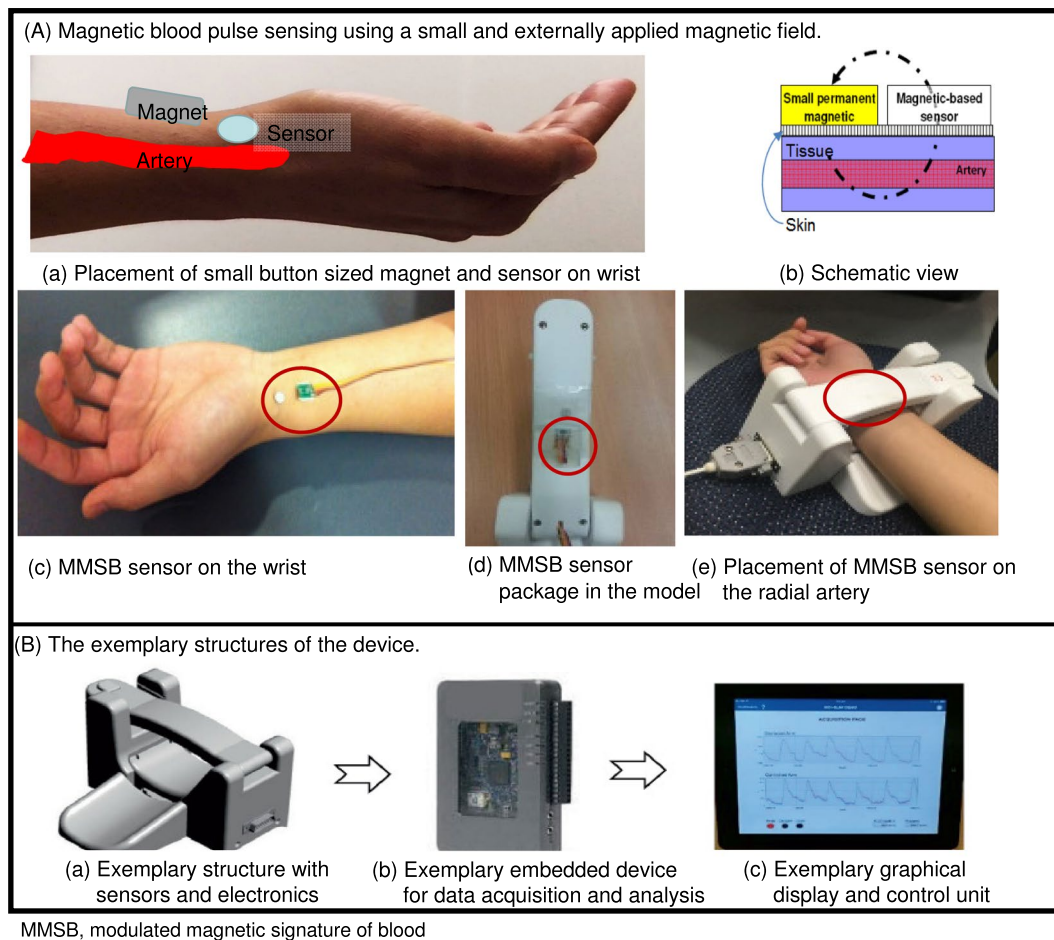 (A) Magnetic blood pulse sensing using a small and externally applied magnetic field.
Magnet
Sensor
Artery
Small permanent
magnetic
Magnetic-based
sensor
Tissue
Artery
Skin
(a) Placement of small button sized magnet and sensor on wrist
(b) Schematic view
(c) MMSB sensor on the wrist
(d) MMSB sensor
package in the model
(e) Placement of MMSB sensor on
the radial artery
(B) The exemplary structures of the device.
ACQUISITION PAGE
(a) Exemplary structure with
sensors and electronics
(b) Exemplary embedded device
for data acquisition and analysis
(c) Exemplary graphical
display and control unit
MMSB, modulated magnetic signature of blood